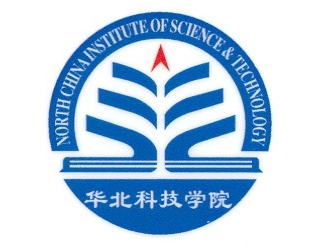 NORTH CHINA INSTITUTE OF SCIENCE & TECHNOLOGY
华北科技学院